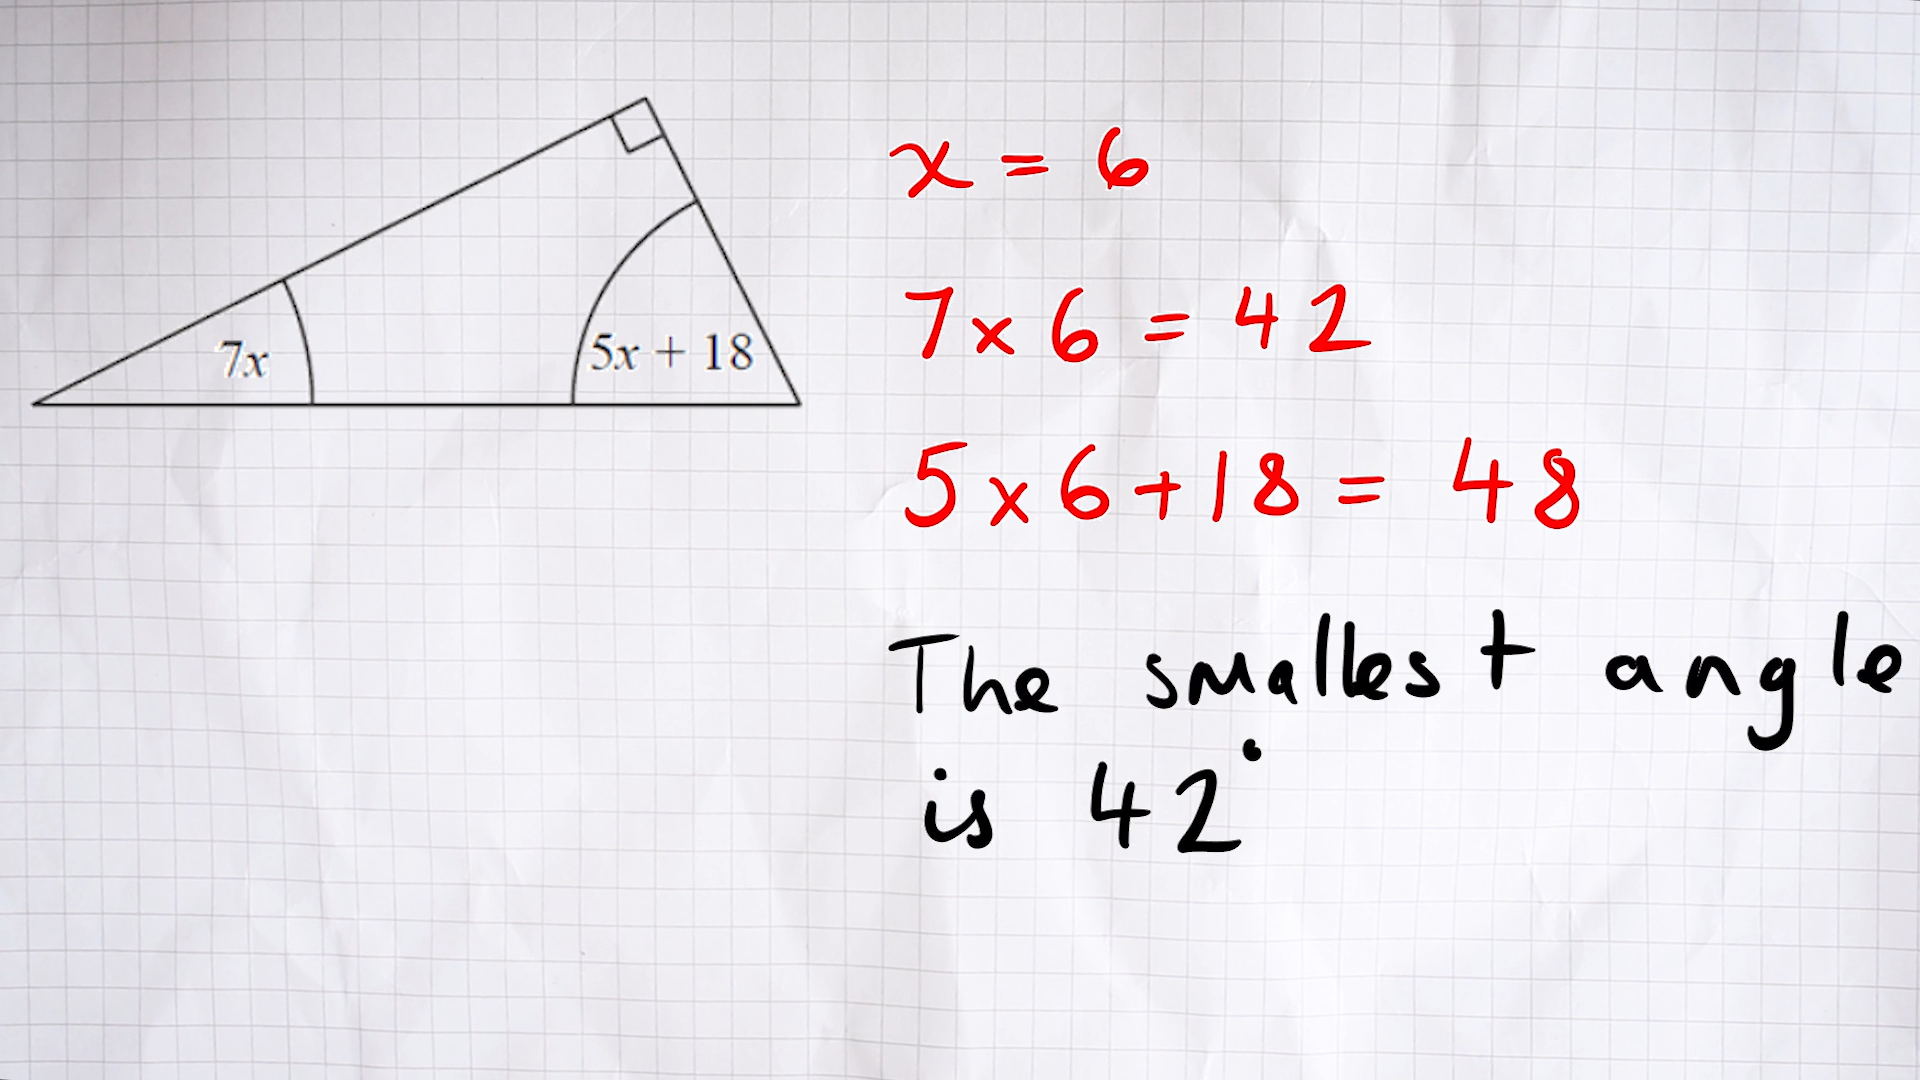 7x
5x + 18
x = 6
7 x 6 = 42
5 x 6 + 18 = 48
The smallest angle
is 42°